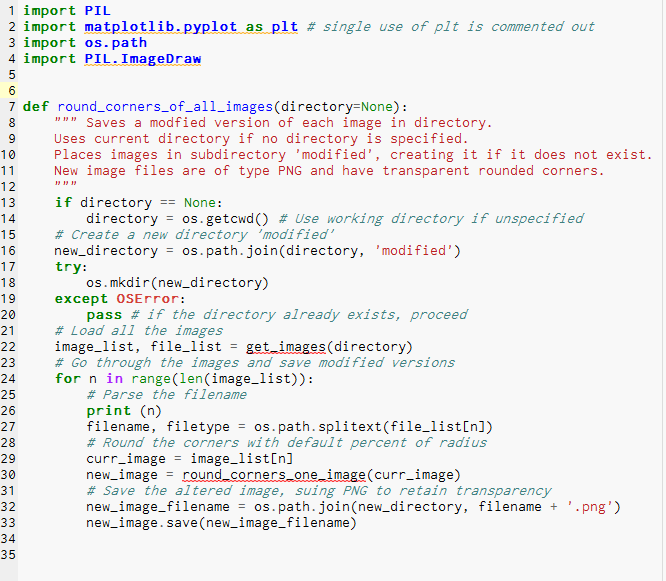 1 import PIL
2 import matplotlib.pyplot as plt # single use of plt is commented out
3 import os.path
4 import PIL.ImageDraw
5
6
7 def round_corners_of_all_images(directory=None):
8     """ Saves a modfied version of each image in directory.
9     Uses current directory if no directory is specified.
10     Places images in subdirectory 'modified', creating it if it does not exist.
11     New image files are of type PNG and have transparent rounded corners.
12     """
13     if directory == None:
14         directory = os.getcwd() # Use working directory if unspecified
15     # Create a new directory 'modified'
16     new_directory = os.path.join(directory, 'modified')
17     try:
18         os.mkdir(new_directory)
19     except OSError:
20         pass # if the directory already exists, proceed
21     # Load all the images
22     image_list, file_list = get_images(directory)
23     # Go through the images and save modified versions
24     for n in range(len(image_list)):
25         # Parse the filename
26         print (n)
27         filename, filetype = os.path.splitext(file_list[n])
28         # Round the corners with default percent of radius
29         curr_image = image_list[n]
30         new_image = round_corners_one_image(curr_image)
31         # Save the altered image, suing PNG to retain transparency
32         new_image_filename = os.path.join(new_directory, filename + '.png')
33         new_image.save(new_image_filename)
34
35